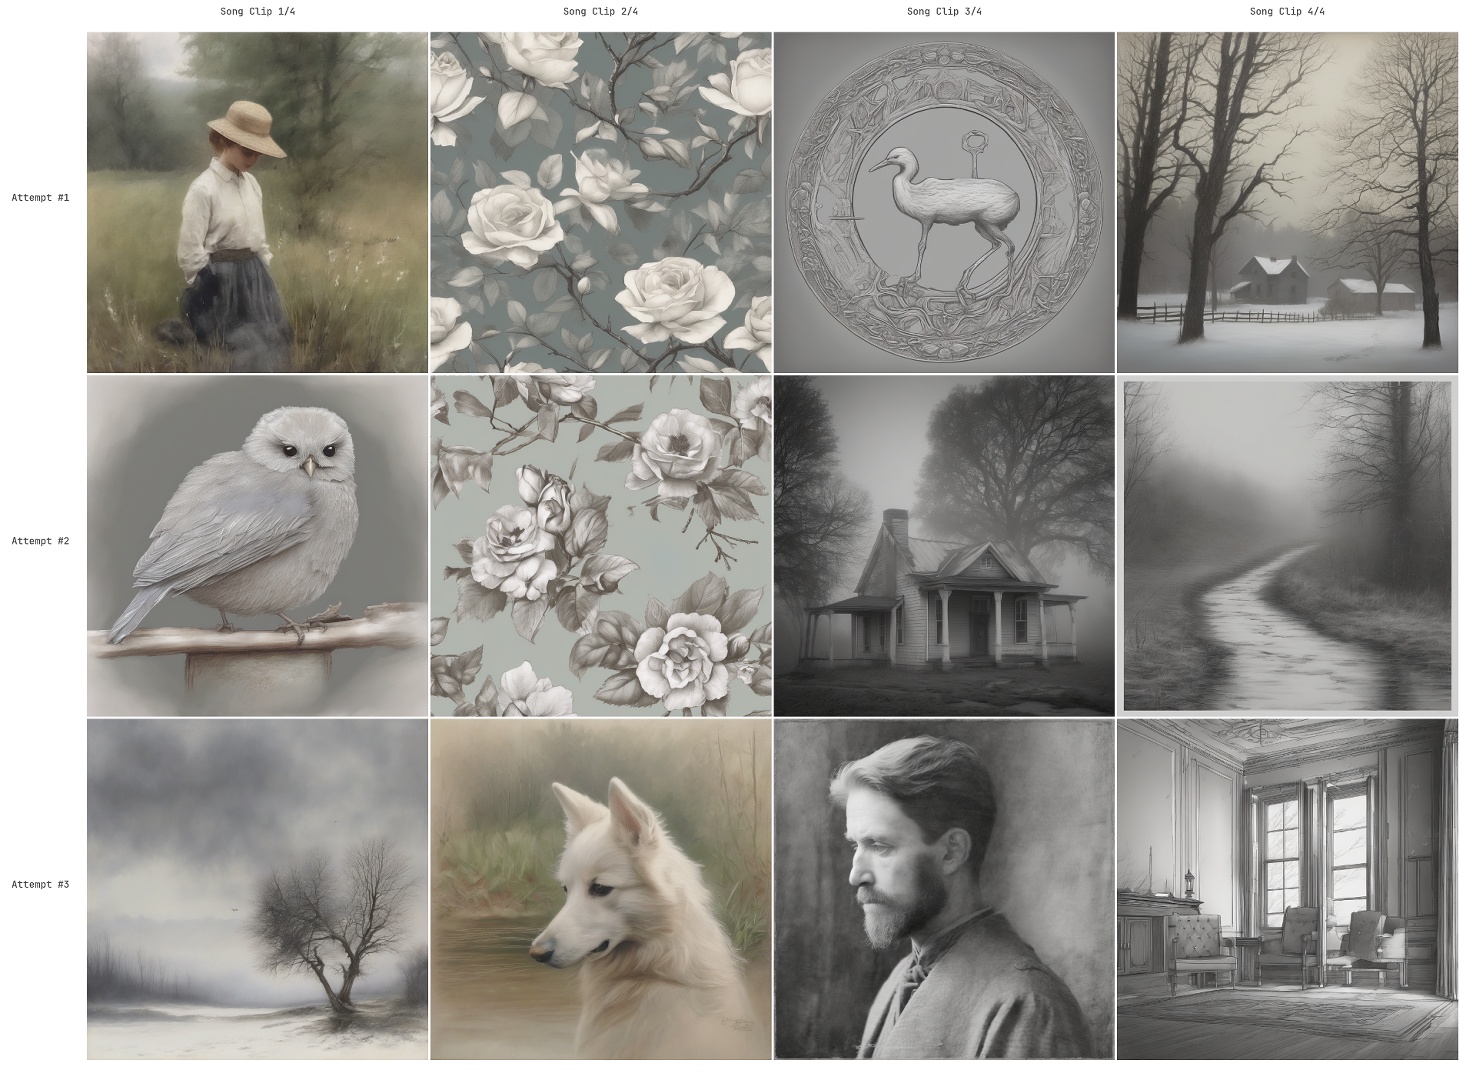 Song Clip 1/4
Song Clip 2/4
Song Clip 3/4
Song Clip 4/4
Attempt #1
Attempt #2
Attempt #3